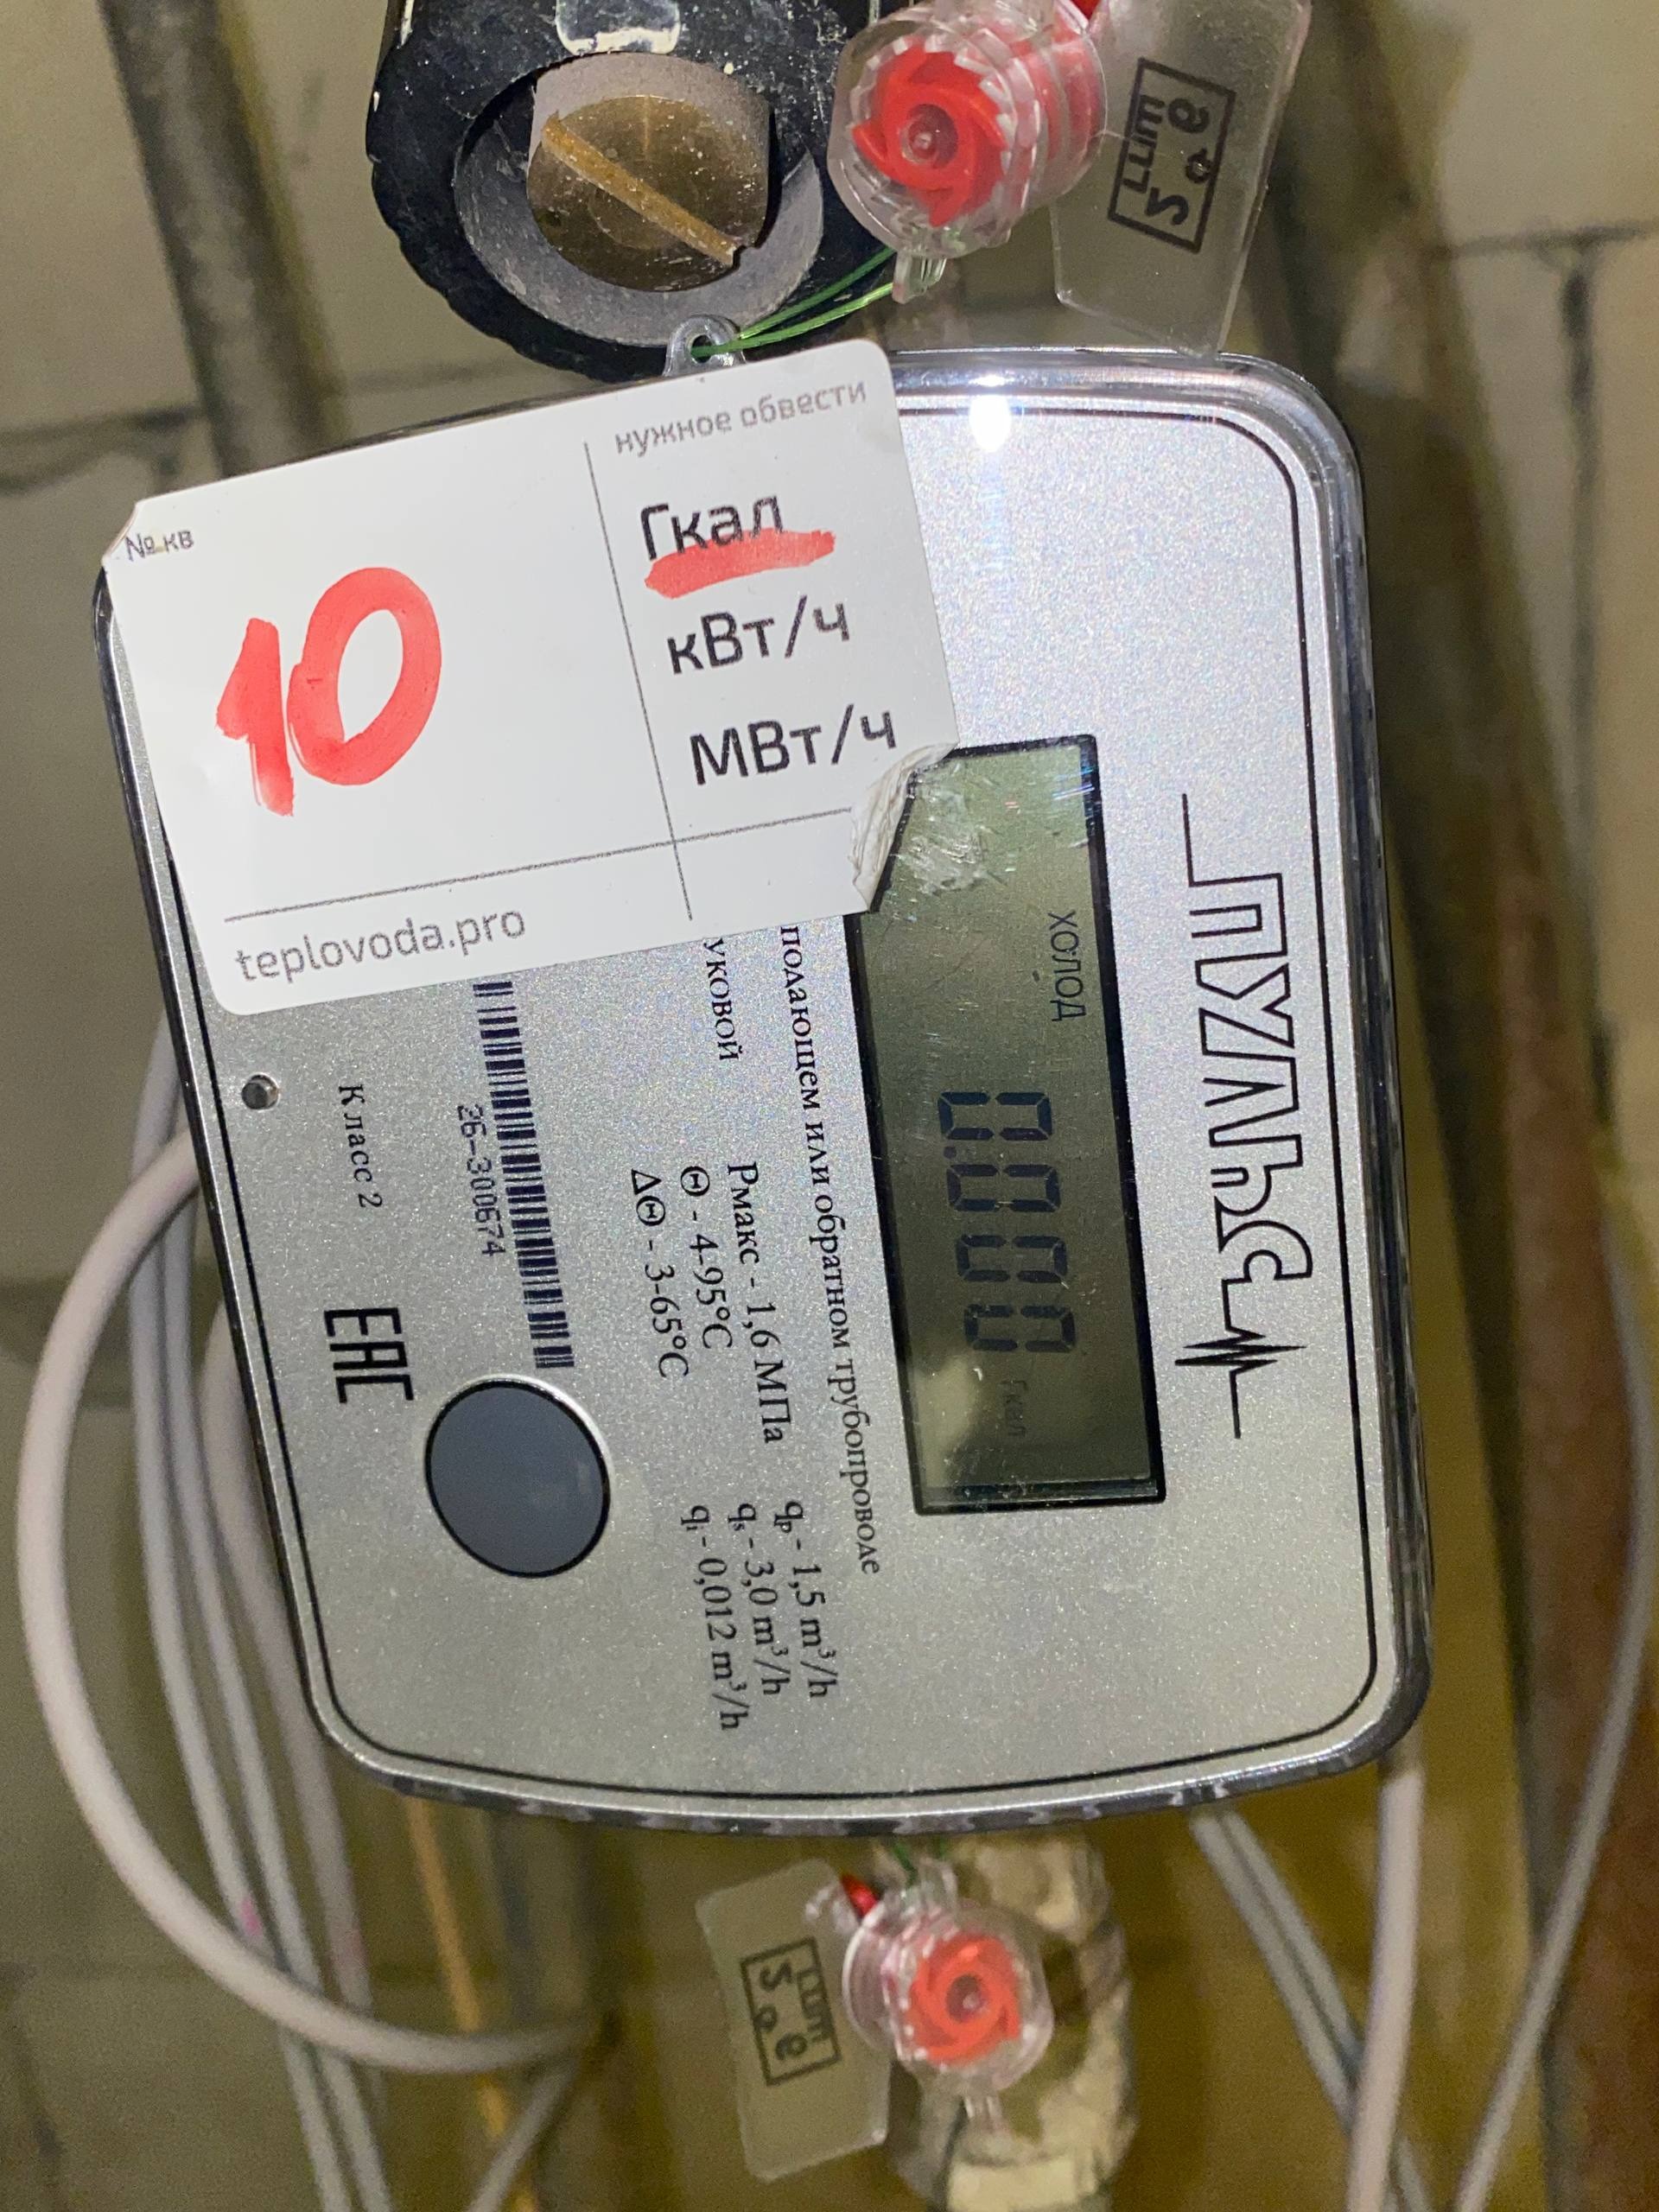 нужное обвести
№ кв
10
Гкал
кВт/ч
МВт/ч
teplovoda.pro
ПУЛЬС
ХОЛОД
0.000
Гкал
подающем или обратном трубопроводе
уковой
Pмакс - 1,6 МПа
Θ - 4-95°C
ΔΘ - 3-65°C
qp - 1,5 m³/h
qs - 3,0 m³/h
qi - 0,012 m³/h
26-300674
Класс 2
ЕАС